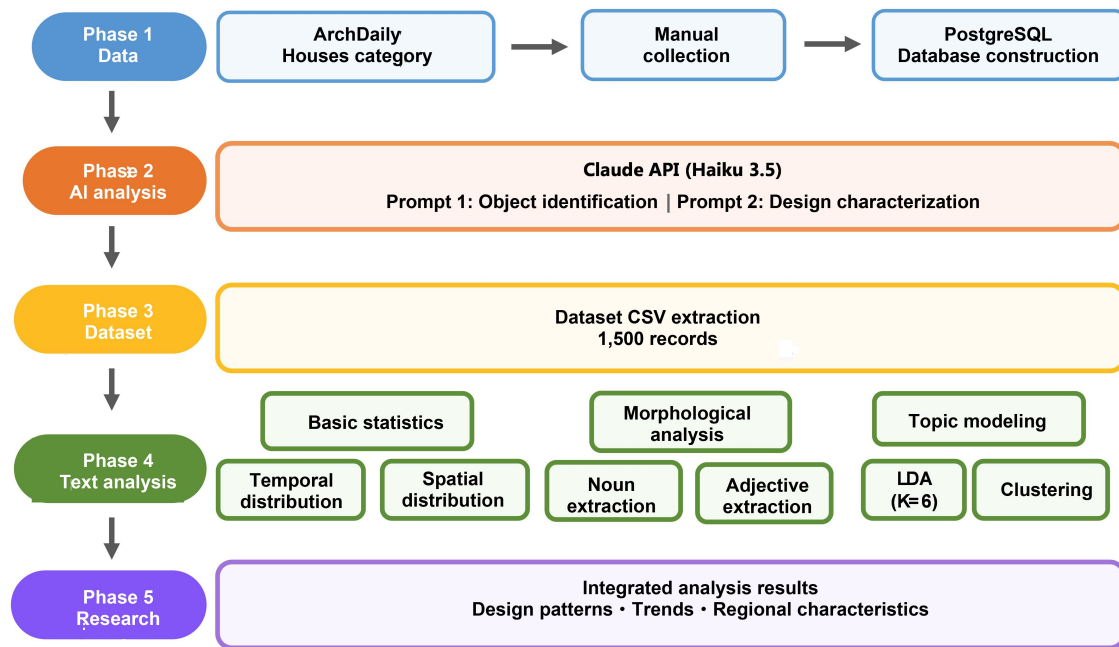 Phase 1
Data
ArchDaily
Houses category
Manual
collection
PostgreSQL
Database construction
Phase 2
AI analysis
Claude API (Haiku 3.5)
Prompt 1: Object identification | Prompt 2: Design characterization
Phase 3
Dataset
Dataset CSV extraction
1,500 records
Phase 4
Text analysis
Basic statistics
Temporal
distribution
Spatial
distribution
Morphological
analysis
Noun
extraction
Adjective
extraction
Topic modeling
LDA
(K=6)
Clustering
Phase 5
Research
Integrated analysis results
Design patterns・Trends・Regional characteristics